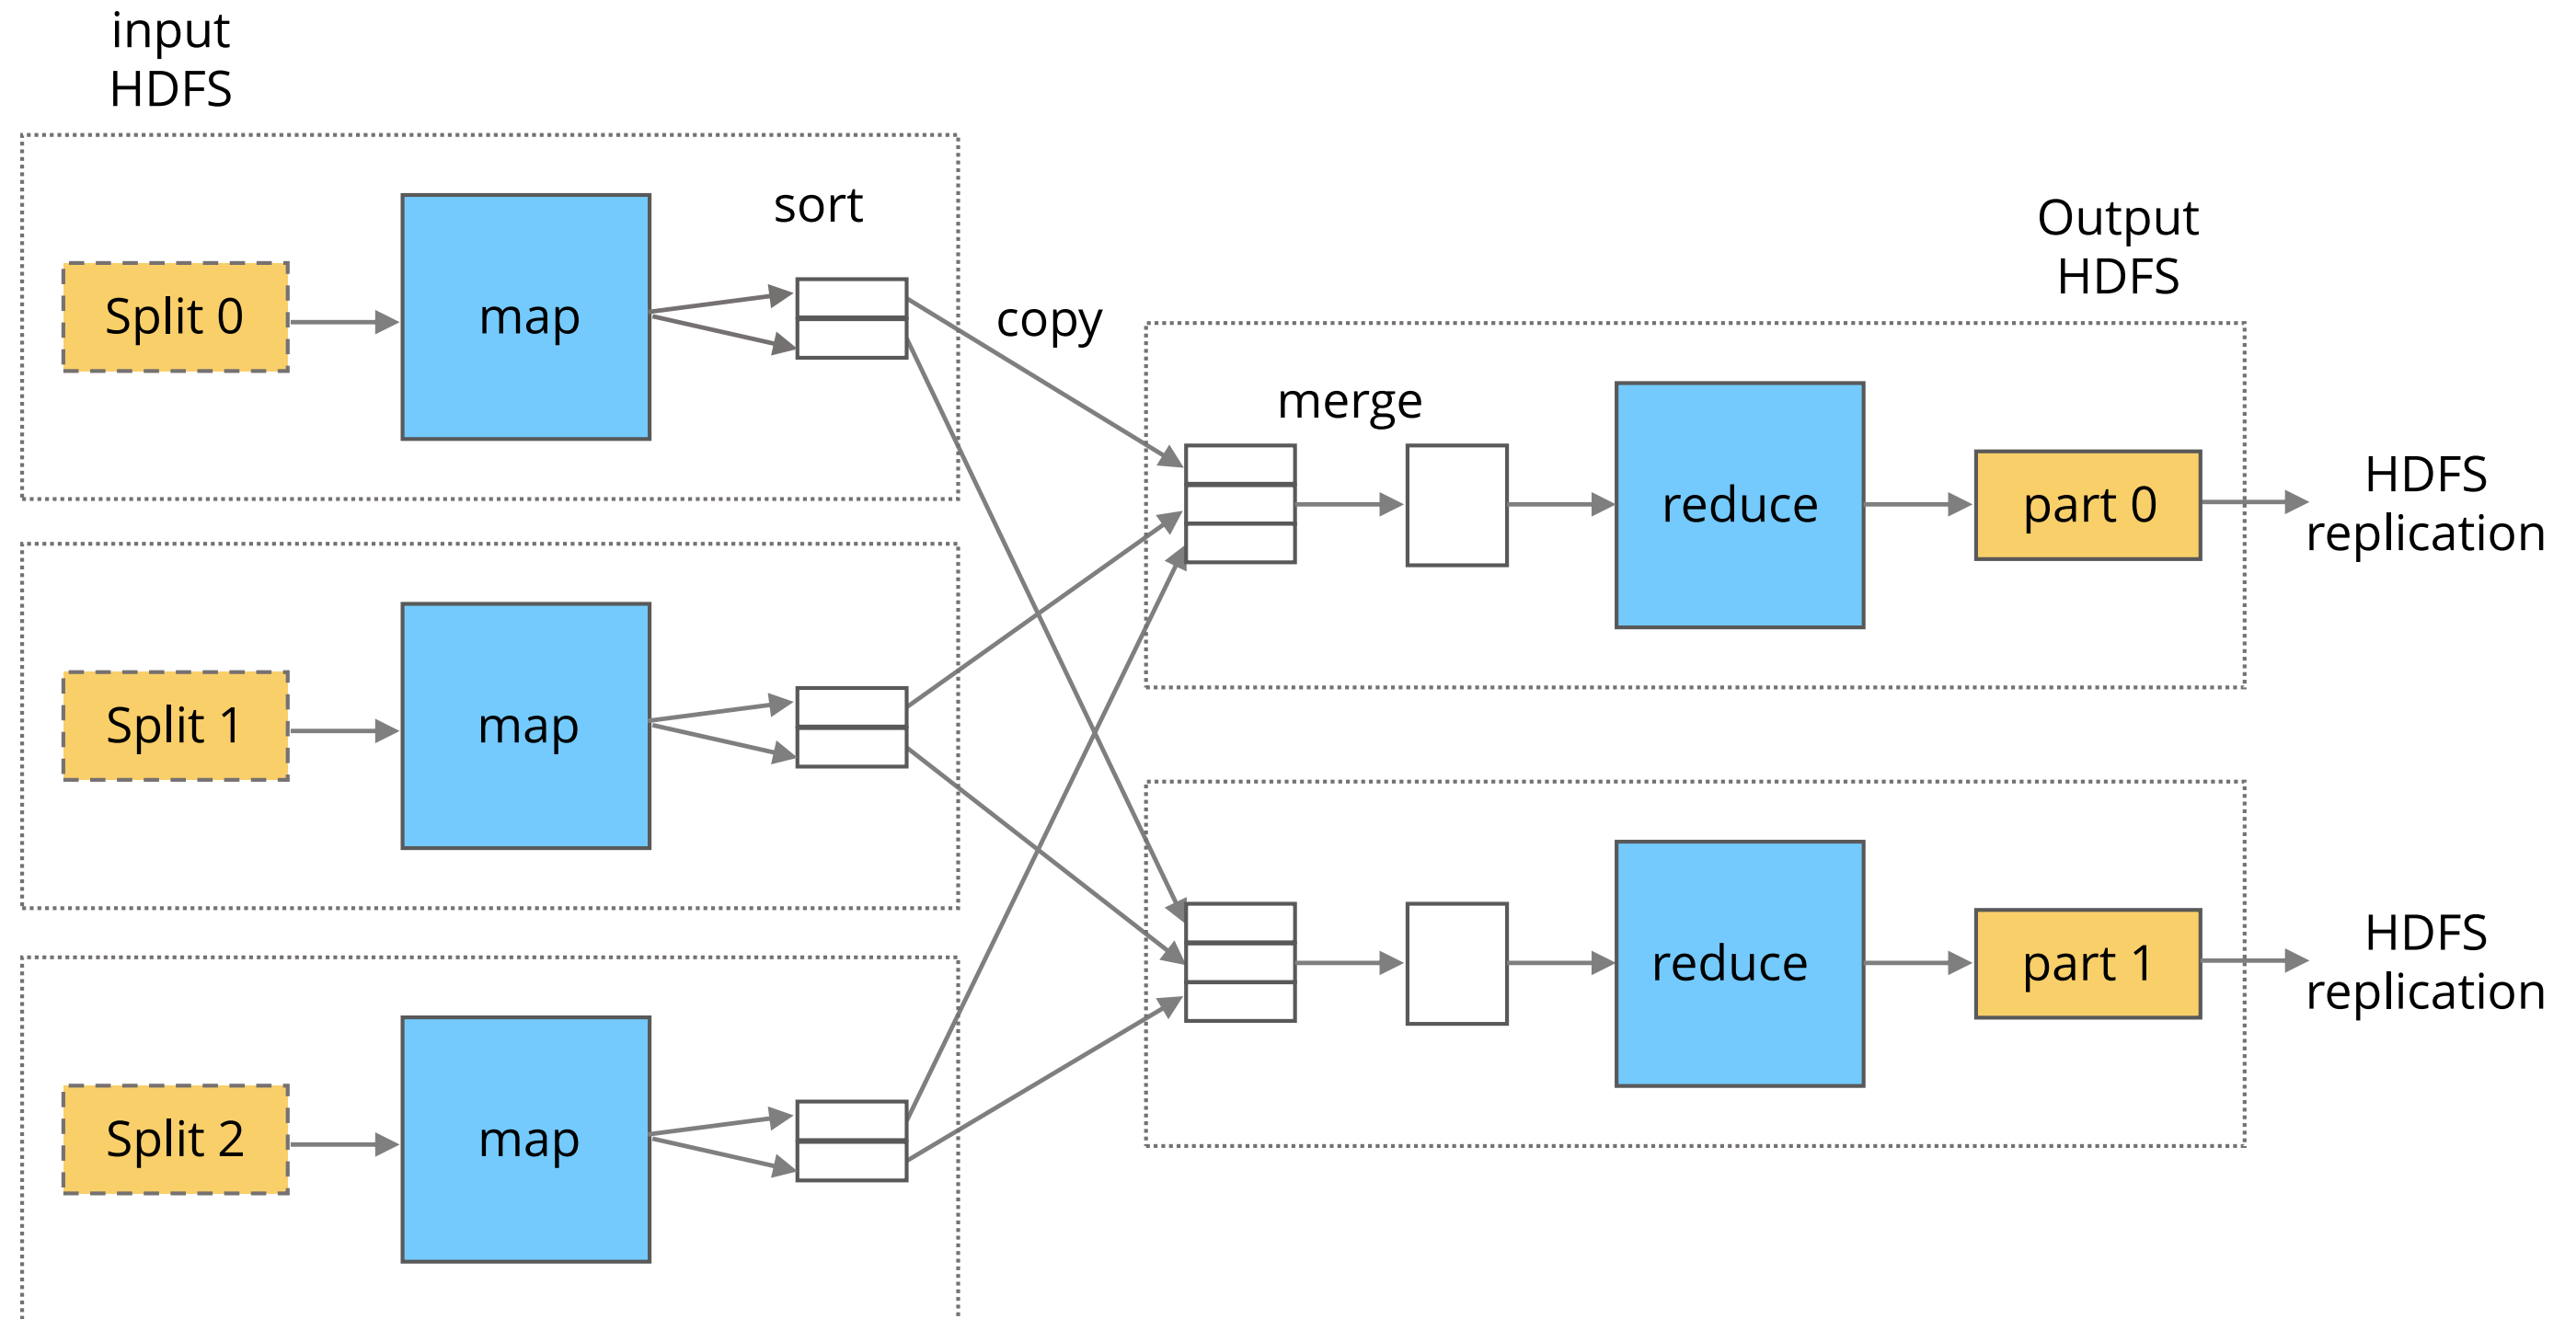 input
HDFS
sort
Split 0
map
copy
Output
HDFS
merge
reduce
part 0
HDFS
replication
Split 1
map
reduce
part 1
HDFS
replication
Split 2
map